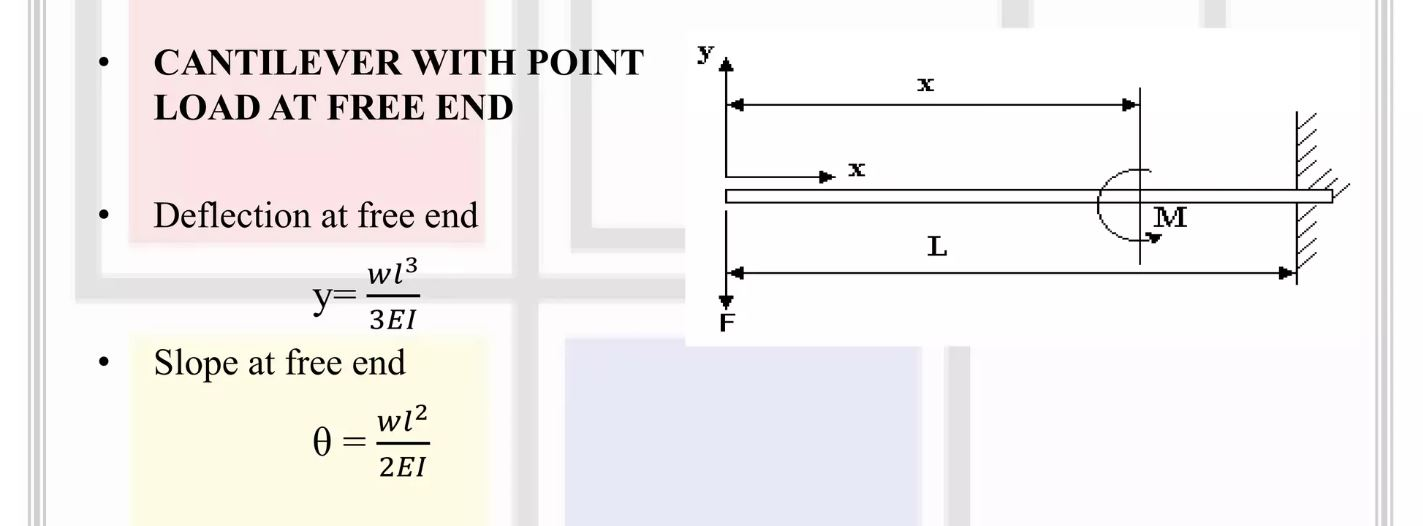 • CANTILEVER WITH POINT
LOAD AT FREE END
• Deflection at free end
y= wl³/3EI
• Slope at free end
θ = wl²/2EI
y
x
x
M
L
F